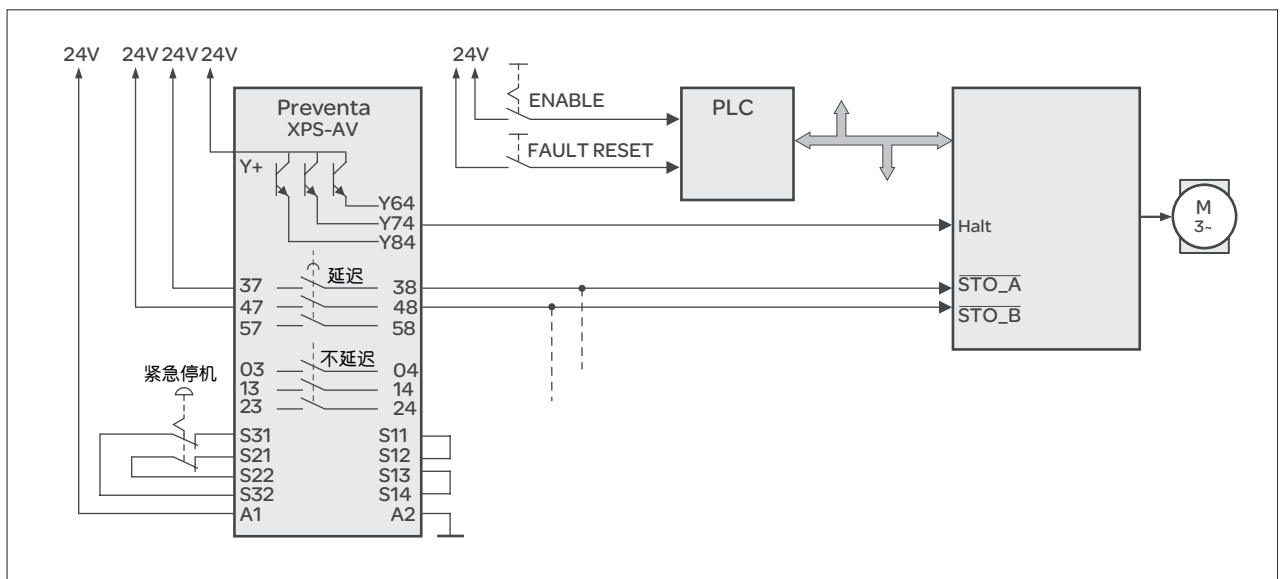 24V
24V
24V
24V
24V
Preventa
XPS-AV
ENABLE
PLC
FAULT RESET
Y+
Y64
Y74
Y84
Halt
M
3~
延迟
37
38
47
48
57
58
STO_A
STO_B
不延迟
紧急停机
03
04
13
14
23
24
S31
S11
S21
S12
S22
S13
S32
S14
A1
A2